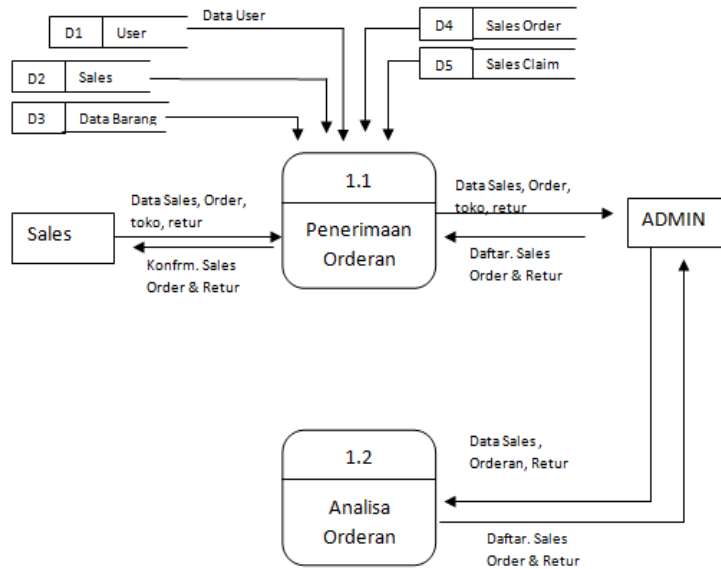 Data User
D1 User
D4 Sales Order
D2 Sales
D5 Sales Claim
D3 Data Barang
1.1
Penerimaan
Orderan
Data Sales, Order,
toko, retur
Sales
Konfrm. Sales
Order & Retur
Data Sales, Order,
toko, retur
ADMIN
Daftar. Sales
Order & Retur
1.2
Analisa
Orderan
Data Sales ,
Orderan, Retur
Daftar. Sales
Order & Retur